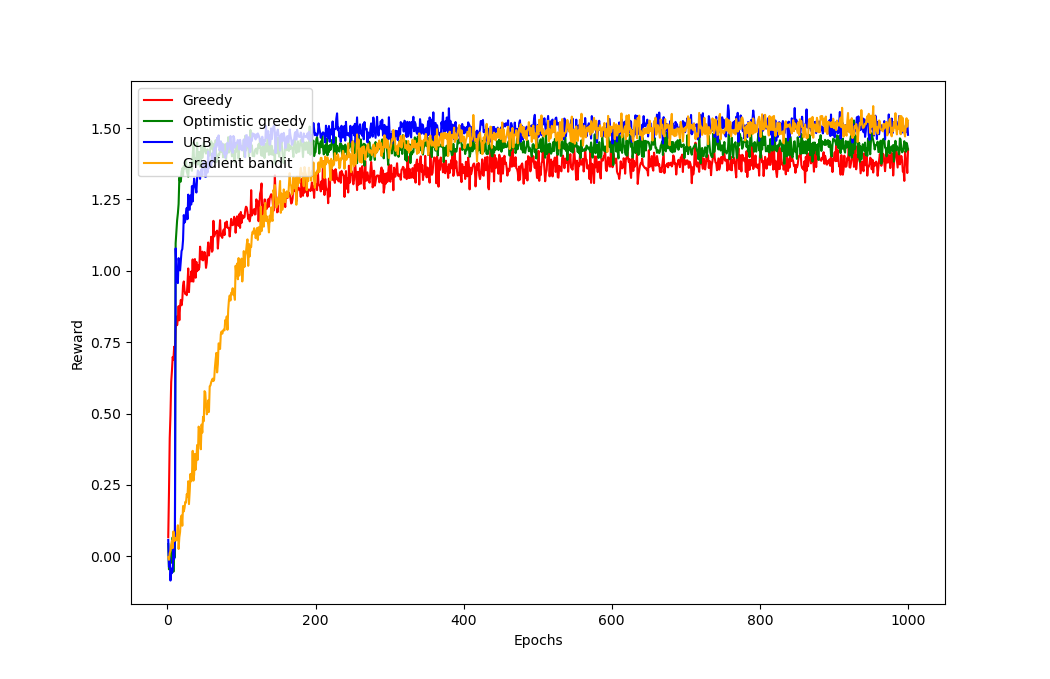 Greedy
Optimistic greedy
UCB
Gradient bandit
1.50
1.25
1.00
0.75
0.50
0.25
0.00
Reward
0 200 400 600 800 1000
Epochs